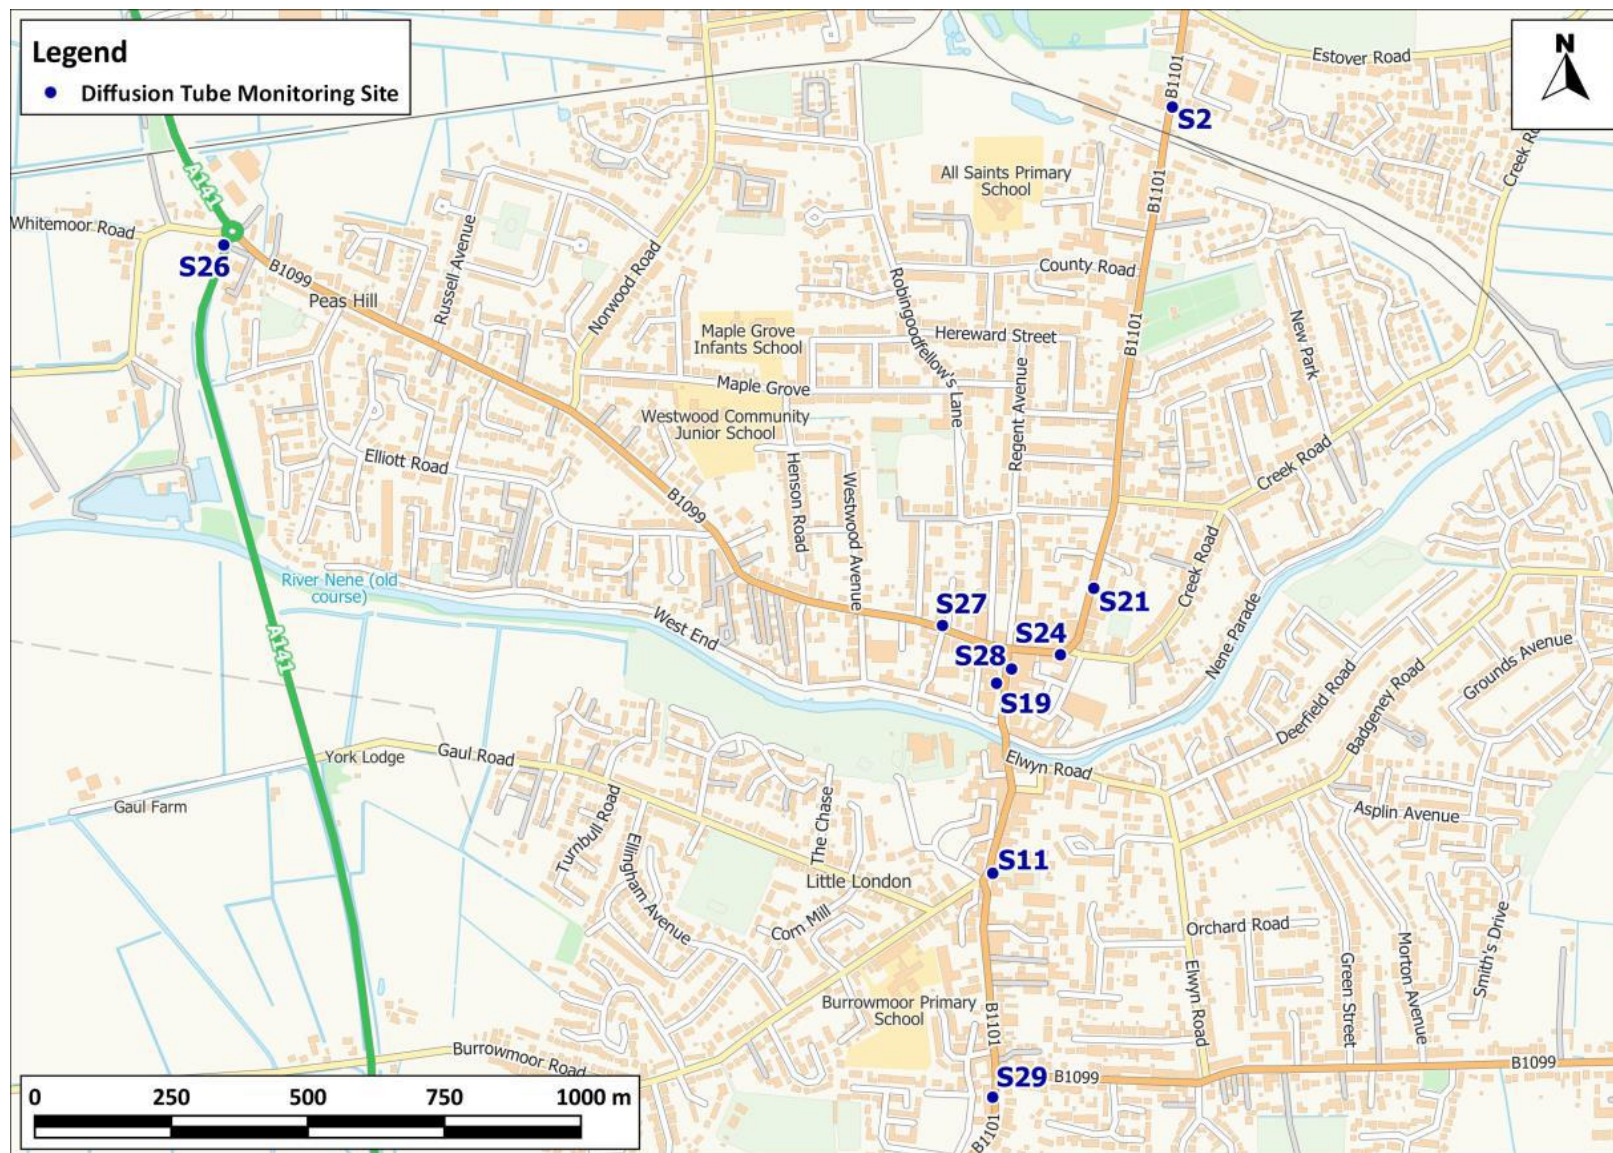 Legend
Diffusion Tube Monitoring Site
N
Estover Road
B1101
S2
Creek Ro
All Saints Primary
School
A141
Whitemoor Road
B1101
S26
B1099
Peas Hill
Russell Avenue
Norwood Road
Robingoodfellow's Lane
County Road
Hereward Street
B1101
New Park
Maple Grove
Infants School
Maple Grove
Regent Avenue
Westwood Community
Junior School
Elliott Road
Henson Road
Westwood Avenue
B1099
Creek Road
Creek Road
River Nene (old
course)
West End
S27
S21
S24
S28
S19
Nene Parade
Grounds Avenue
Deerfield Road
Badgeney Road
A141
York Lodge
Gaul Road
Elwyn Road
Gaul Farm
Turnbull Road
Ellingham Avenue
The Chase
Asplin Avenue
S11
Little London
Corn Mill
Orchard Road
Elwyn Road
Green Street
Morton Avenue
Smith's Drive
Burrowmoor Primary
School
B1101
Burrowmoor Road
S29
B1099
B1099
B1101
0 250 500 750 1000 m